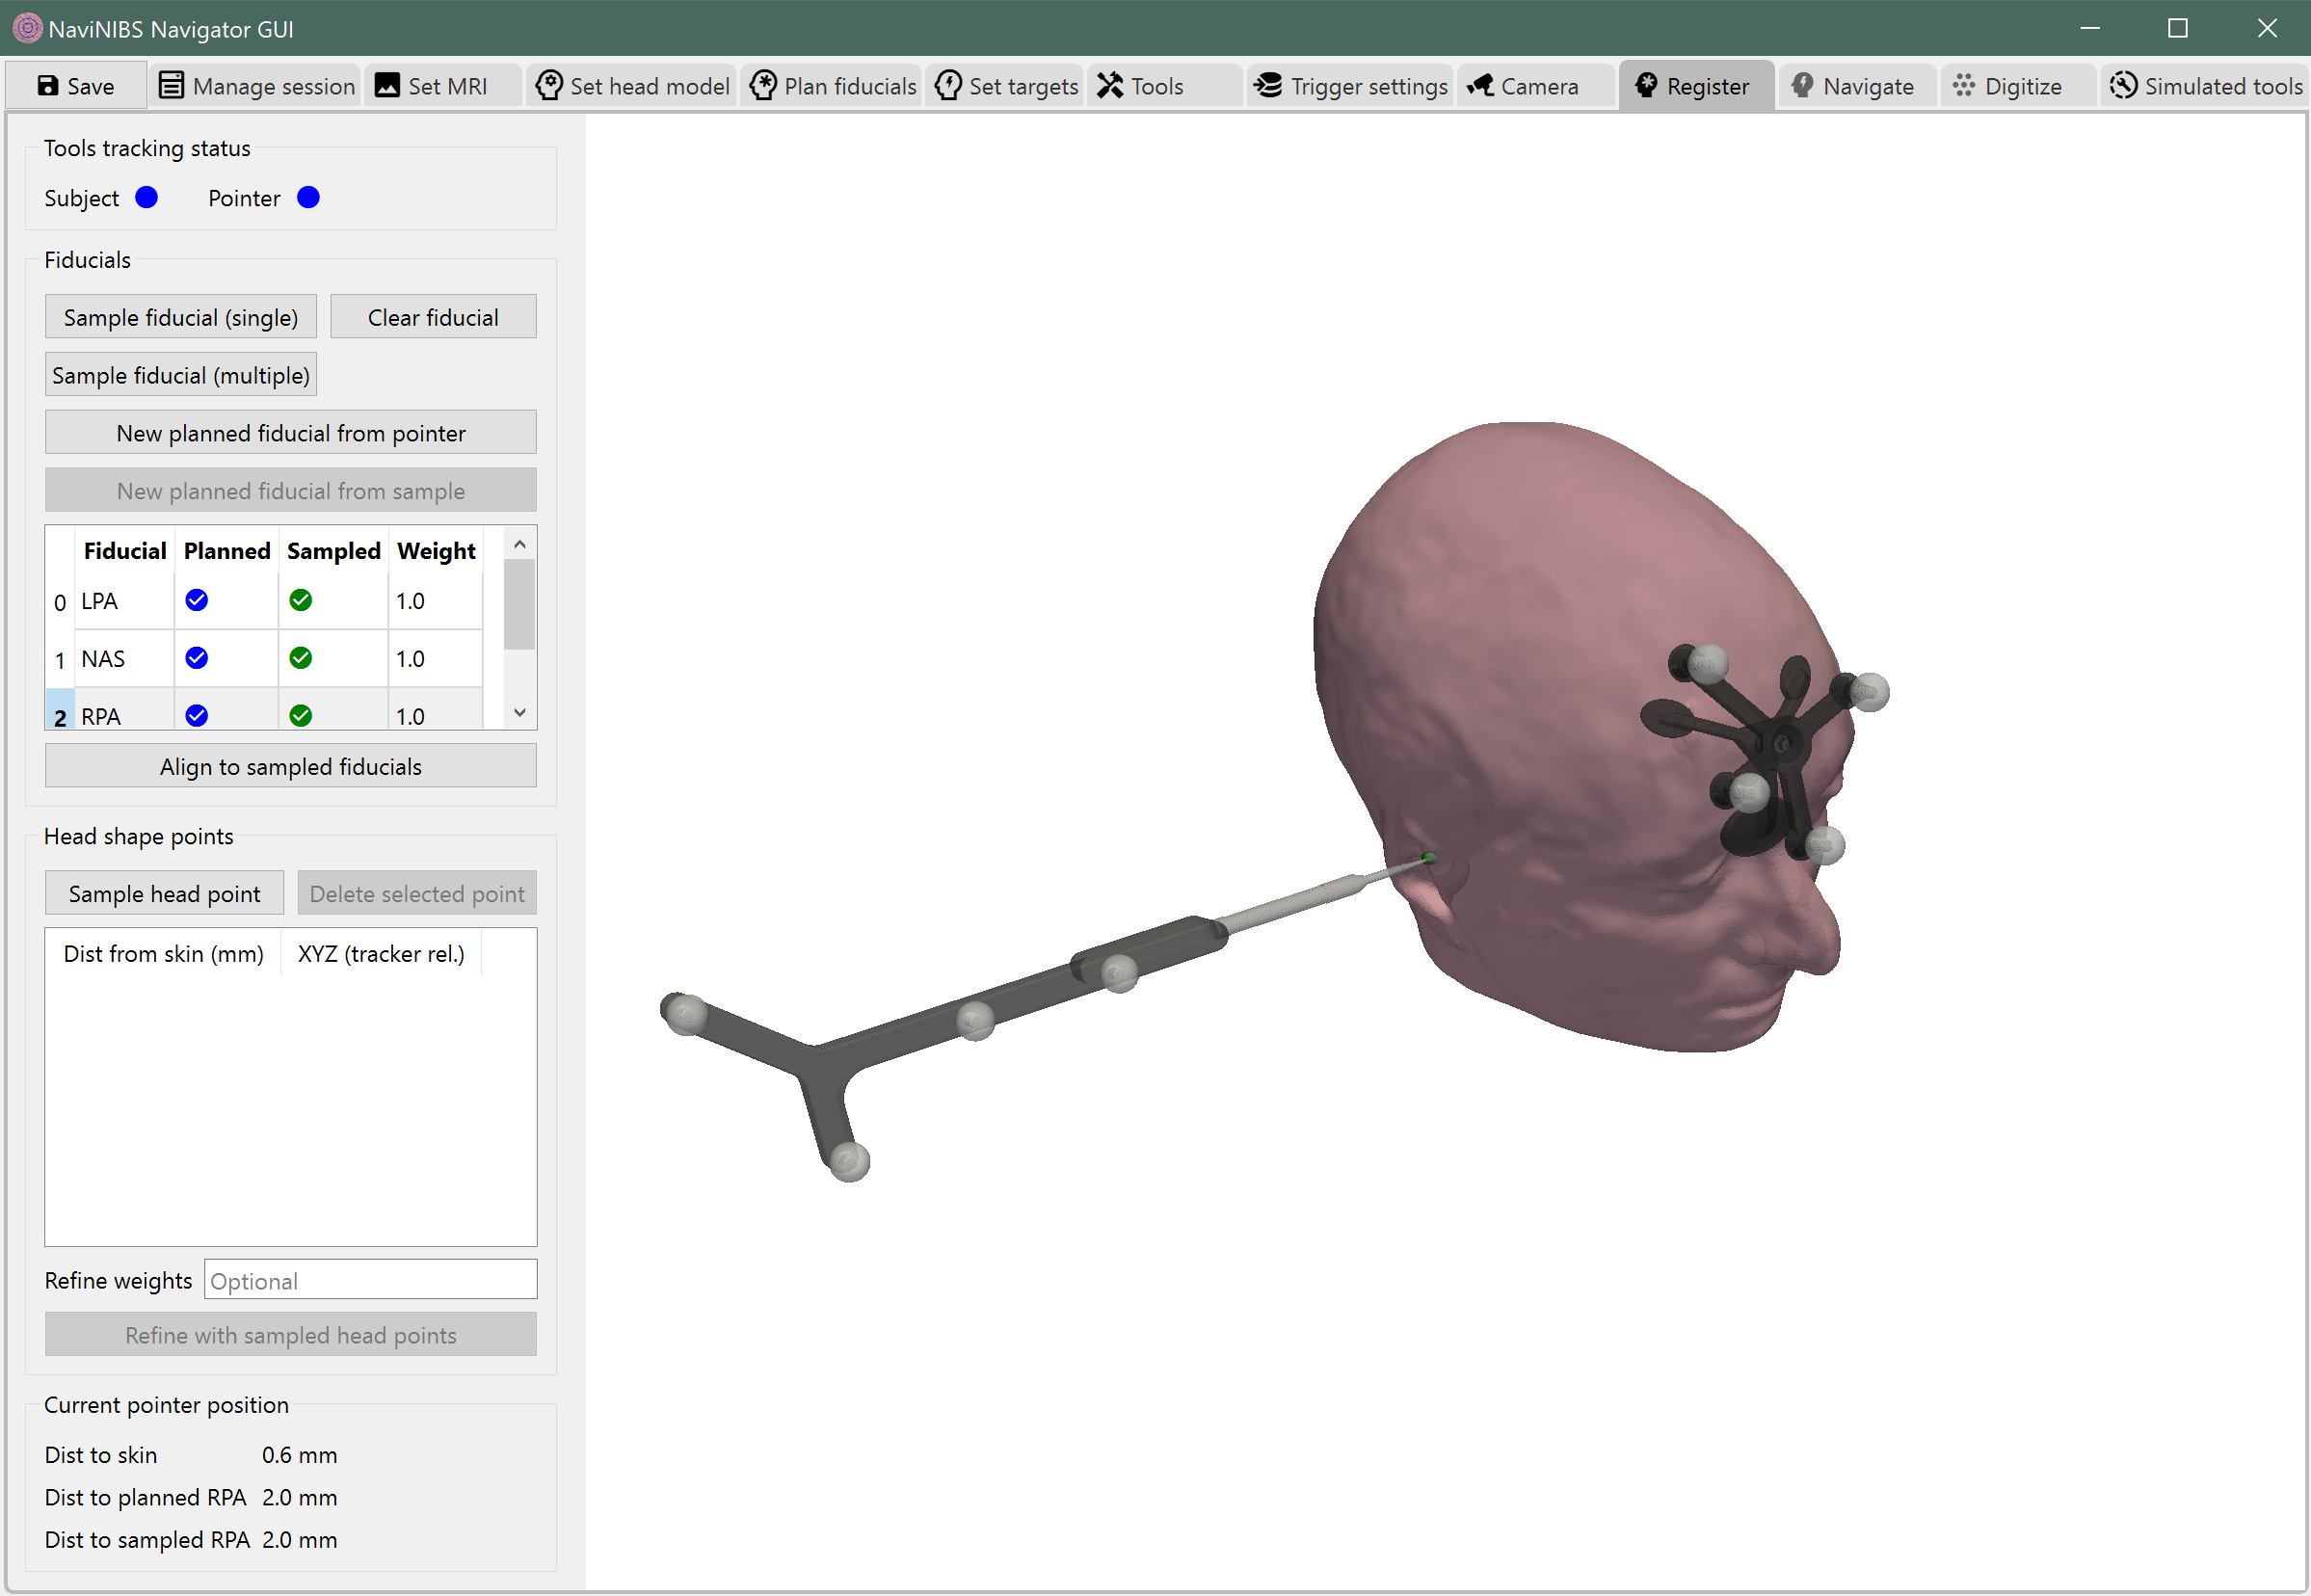 NaviNIBS Navigator GUI
Save Manage session Set MRI Set head model Plan fiducials Set targets Tools Trigger settings Camera Register Navigate Digitize Simulated tools
Tools tracking status
Subject Pointer
Fiducials
Sample fiducial (single) Clear fiducial
Sample fiducial (multiple)
New planned fiducial from pointer
New planned fiducial from sample
Fiducial Planned Sampled Weight
0 LPA 1.0
1 NAS 1.0
2 RPA 1.0
Align to sampled fiducials
Head shape points
Sample head point Delete selected point
Dist from skin (mm) XYZ (tracker rel.)
Refine weights Optional
Refine with sampled head points
Current pointer position
Dist to skin 0.6 mm
Dist to planned RPA 2.0 mm
Dist to sampled RPA 2.0 mm